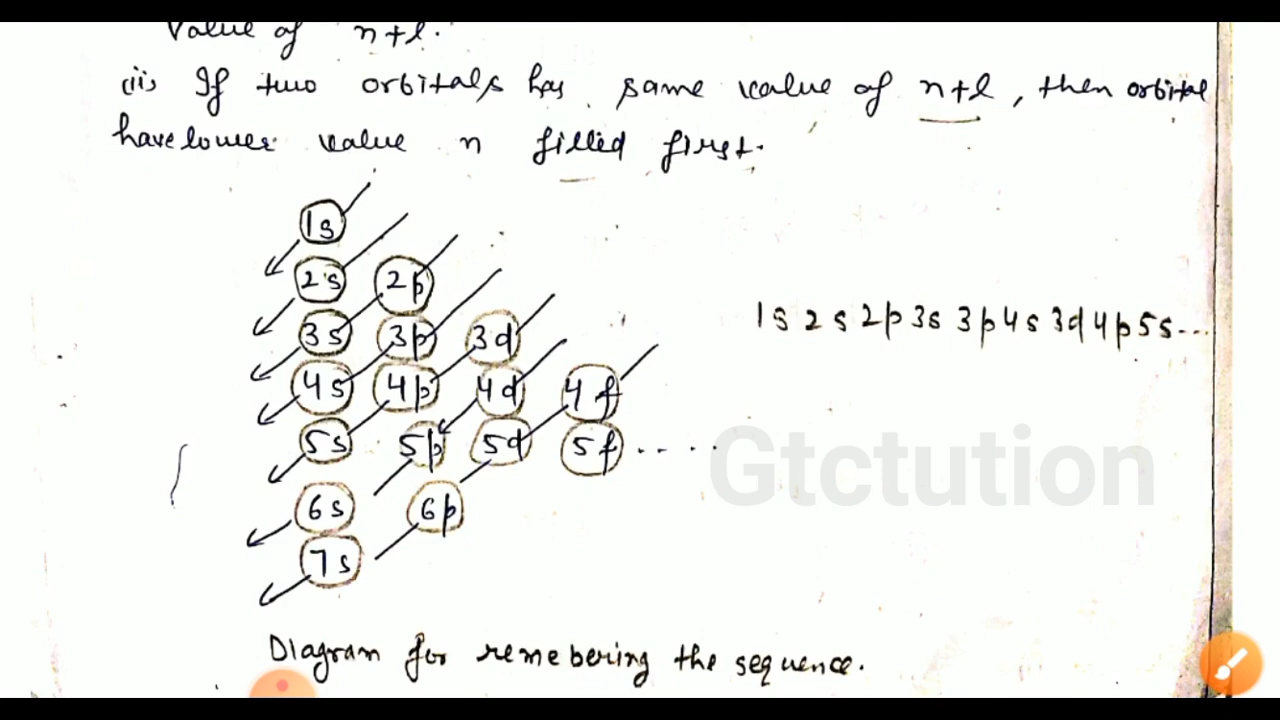 Value of n+l.
(ii) If two orbitals has same value of n+l, then orbital
have lower value n filled first.
1s
2s 2p
3s 3p 3d
1s 2s 2p 3s 3p 4s 3d 4p 5s...
4s 4p 4d 4f
5s 5p 5d 5f .....
Gtctution
6s 6p
7s
Diagram for remebering the sequence.